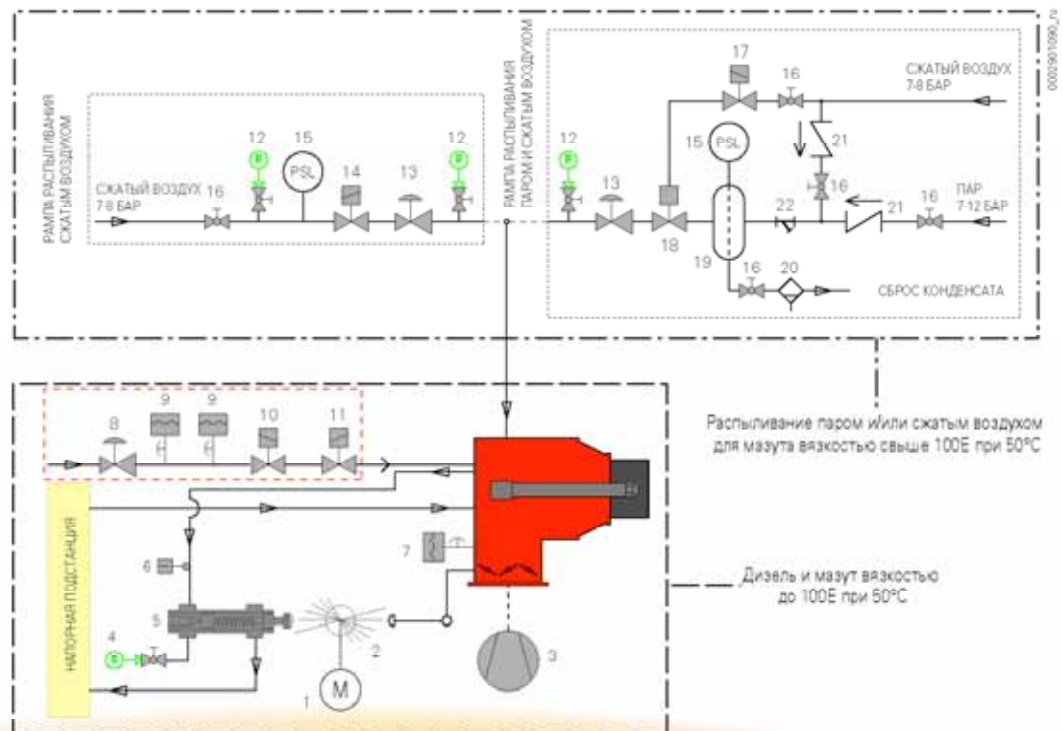 0002901090_ru
РАМПА РАСПЫЛИВАНИЯ
СЖАТЫМ ВОЗДУХОМ
СЖАТЫЙ ВОЗДУХ
7-8 БАР
16
12
P
15
PSL
14
13
12
P
РАМПА РАСПЫЛИВАНИЯ
ПАРОМ И СЖАТЫМ ВОЗДУХОМ
12
P
13
18
17
16
СЖАТЫЙ ВОЗДУХ
7-8 БАР
15
PSL
21
16
22
21
16
ПАР
7-12 БАР
19
16
20
СБРОС КОНДЕНСАТА
Распыливание паром и/или сжатым воздухом
для мазута вязкостью свыше 100E при 50°C
8
9
9
10
11
НАПОРНАЯ ПОДСТАНЦИЯ
6
7
5
4
P
2
1
M
3
Дизель и мазут вязкостью
до 100E при 50°C